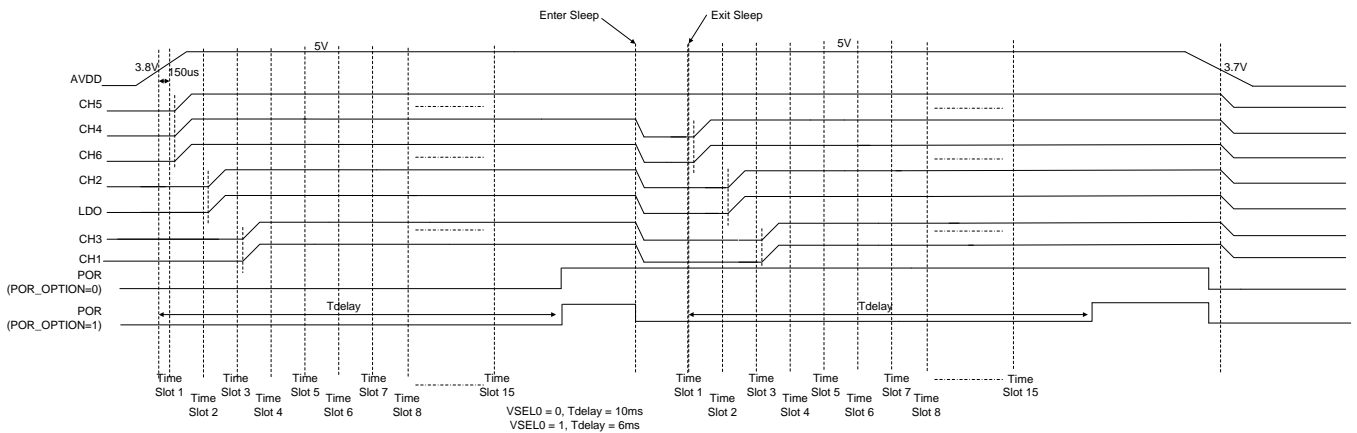 Enter Sleep
Exit Sleep
5V
5V
3.8V
150us
3.7V
AVDD
CH5
CH4
CH6
CH2
LDO
CH3
CH1
POR
(POR_OPTION=0)
Tdelay
Tdelay
POR
(POR_OPTION=1)
Time
Slot 1
Time
Slot 2
Time
Slot 3
Time
Slot 4
Time
Slot 5
Time
Slot 6
Time
Slot 7
Time
Slot 8
Time
Slot 15
VSEL0 = 0, Tdelay = 10ms
VSEL0 = 1, Tdelay = 6ms
Time
Slot 1
Time
Slot 2
Time
Slot 3
Time
Slot 4
Time
Slot 5
Time
Slot 6
Time
Slot 7
Time
Slot 8
Time
Slot 15